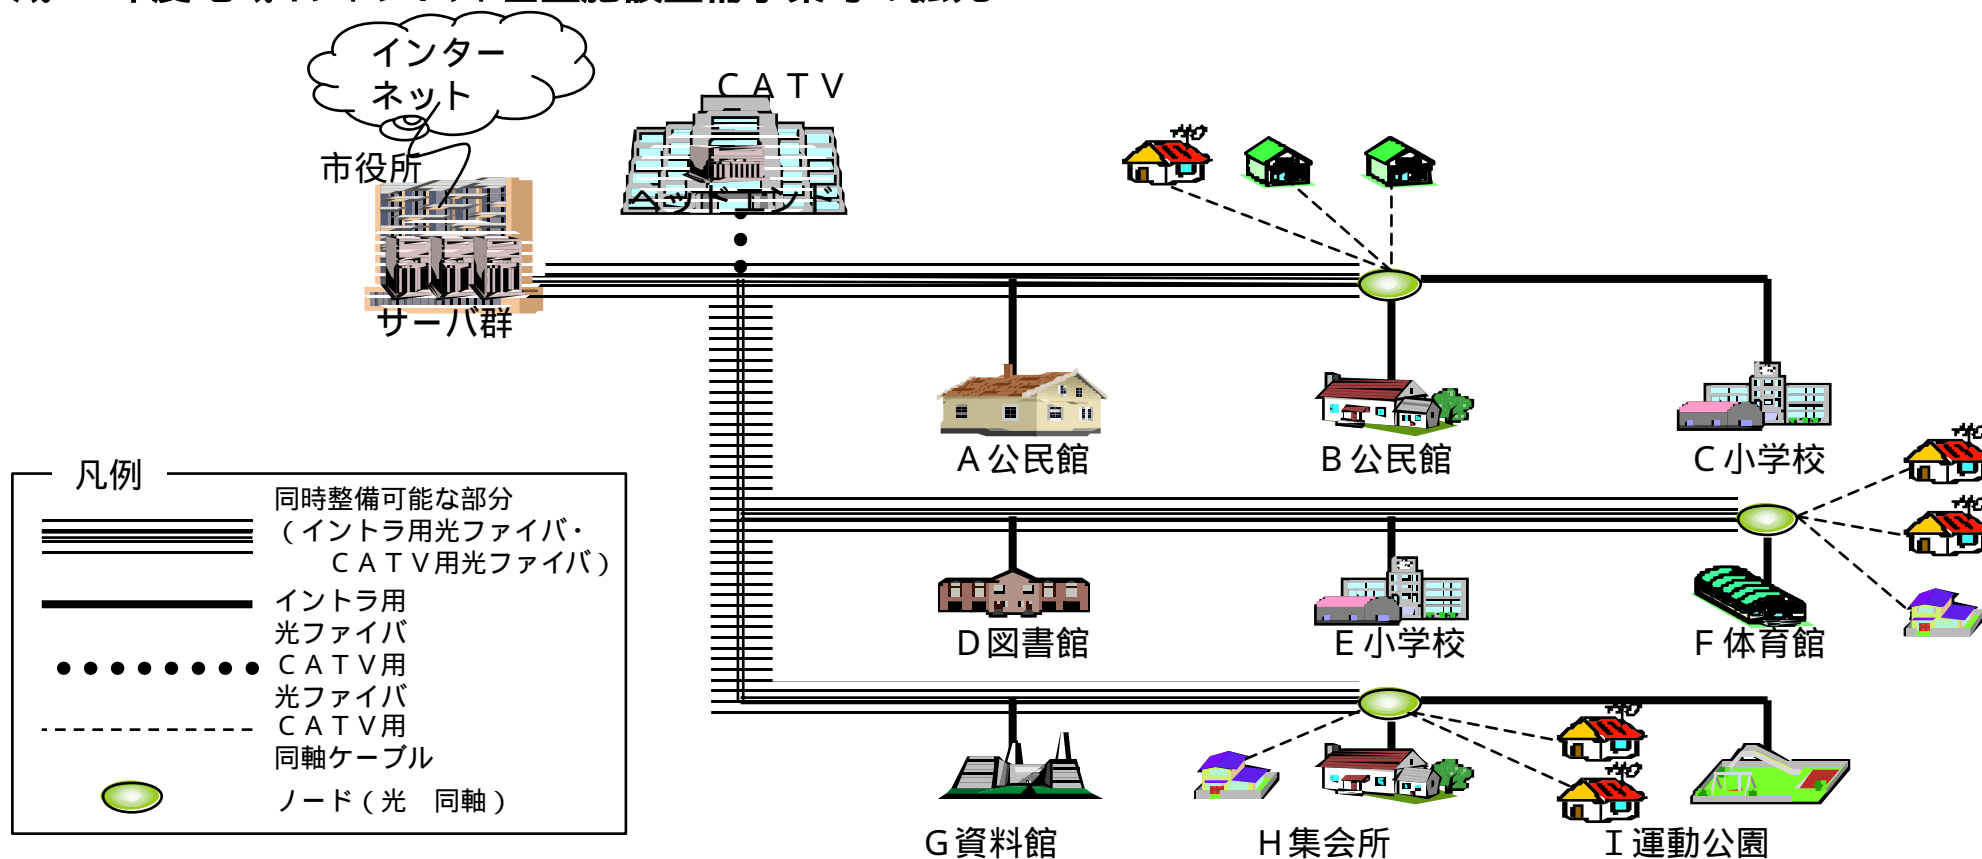 インター
ネット
ＣＡＴＶ
市役所
ヘッドエンド
サーバ群
Ａ公民館
Ｂ公民館
Ｃ小学校
凡例
同時整備可能な部分
（イントラ用光ファイバ・
ＣＡＴＶ用光ファイバ）
イントラ用
光ファイバ
ＣＡＴＶ用
光ファイバ
ＣＡＴＶ用
同軸ケーブル
ノード（光　同軸）
Ｄ図書館
Ｅ小学校
Ｆ体育館
Ｇ資料館
Ｈ集会所
Ｉ運動公園